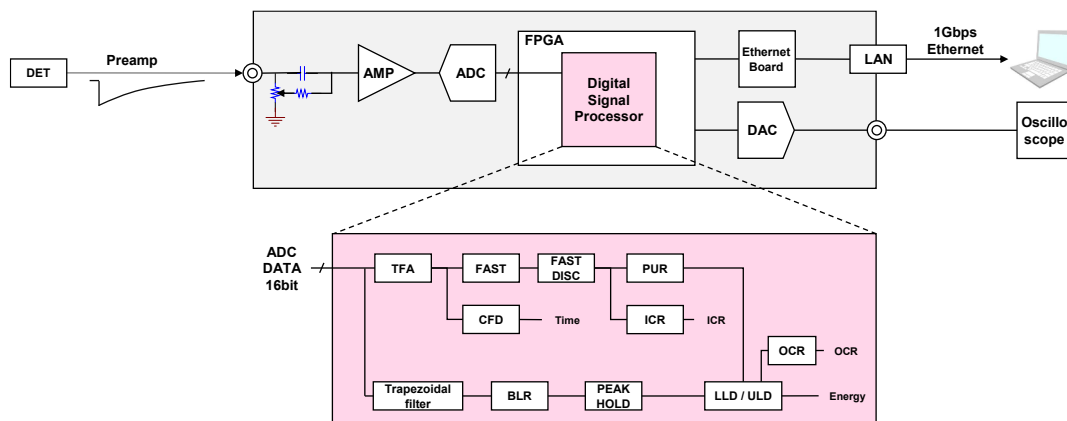 DET
Preamp
AMP
ADC
FPGA
Digital
Signal
Processor
Ethernet
Board
LAN
1Gbps
Ethernet
DAC
Oscillo
scope
ADC
DATA
16bit
TFA
FAST
FAST
DISC
PUR
CFD
Time
ICR
ICR
OCR
OCR
Trapezoidal
filter
BLR
PEAK
HOLD
LLD / ULD
Energy